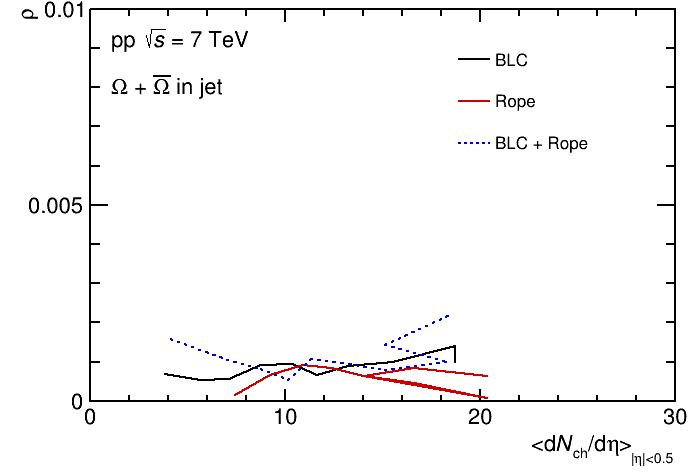 ρ
0.01
pp √s = 7 TeV
Ω + Ω̅ in jet
BLC
Rope
BLC + Rope
0.005
0
0 10 20 30
<dN_ch/dη>_|η|<0.5